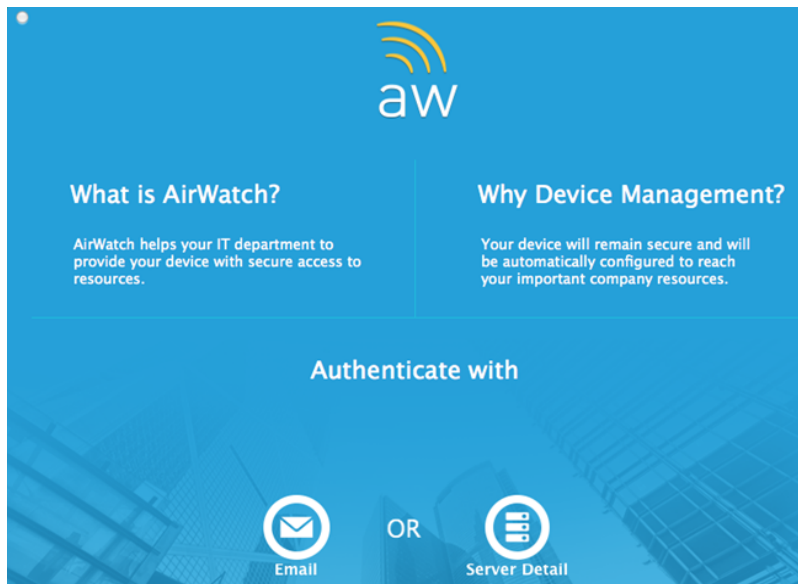 aw
What is AirWatch?
AirWatch helps your IT department to
provide your device with secure access to
resources.
Why Device Management?
Your device will remain secure and will
be automatically configured to reach
your important company resources.
Authenticate with
Email
OR
Server Detail